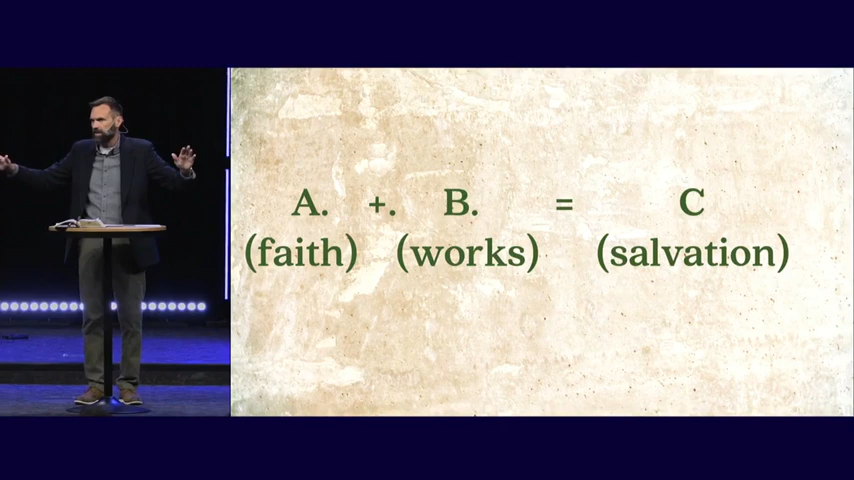 A. +. B. = C
(faith) (works) (salvation)